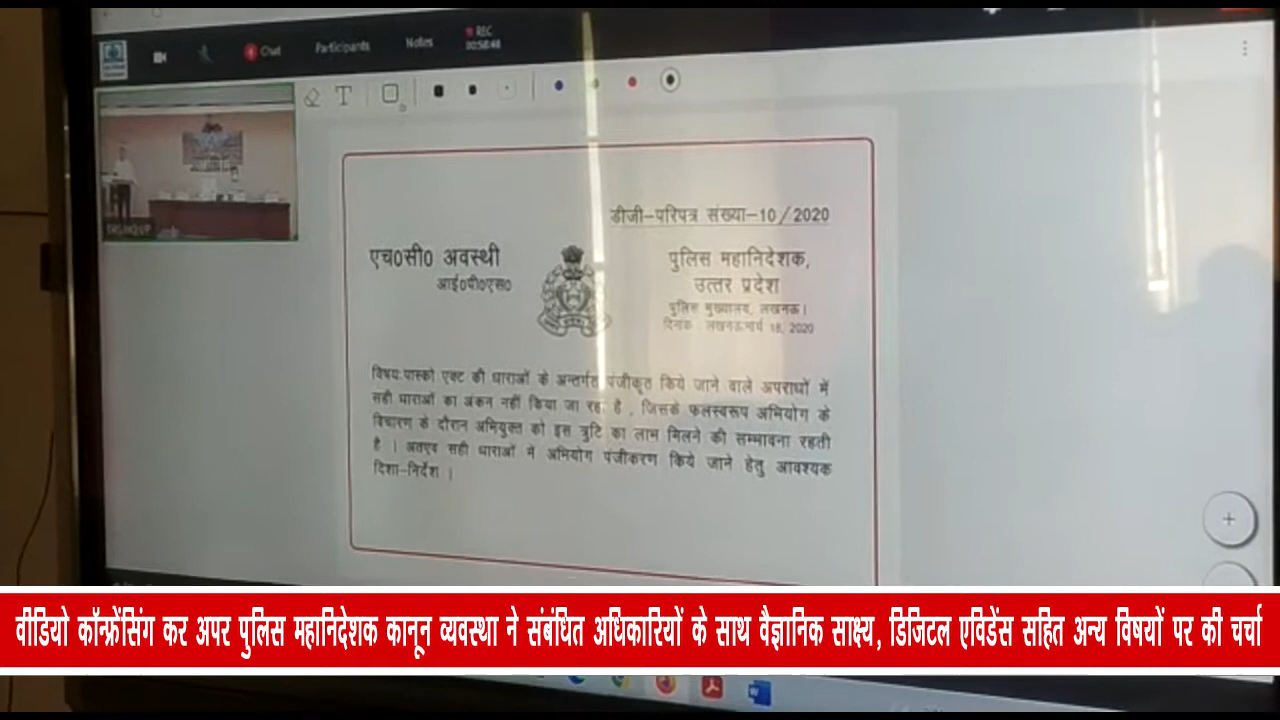 Chat Participants Notes REC
डीजी-परिपत्र संख्या-10/2020
एच0सी0 अवस्थी
आई0पी0एस0
पुलिस महानिदेशक,
उत्तर प्रदेश
पुलिस मुख्यालय, लखनऊ।
दिनांक : लखनऊःमार्च 18, 2020
विषय:पास्को एक्ट की धाराओं के अन्तर्गत पंजीकृत किये जाने वाले अपराधों में
सही धाराओं का अंकन नहीं किया जा रहा है , जिसके फलस्वरूप अभियोग के
विचारण के दौरान अभियुक्त को इस त्रुटि का लाभ मिलने की सम्भावना रहती
है । अतएव सही धाराओं में अभियोग पंजीकरण किये जाने हेतु आवश्यक
दिशा-निर्देश ।
वीडियो कॉन्फ्रेंसिंग कर अपर पुलिस महानिदेशक कानून व्यवस्था ने संबंधित अधिकारियों के साथ वैज्ञानिक साक्ष्य, डिजिटल एविडेंस सहित अन्य विषयों पर की चर्चा